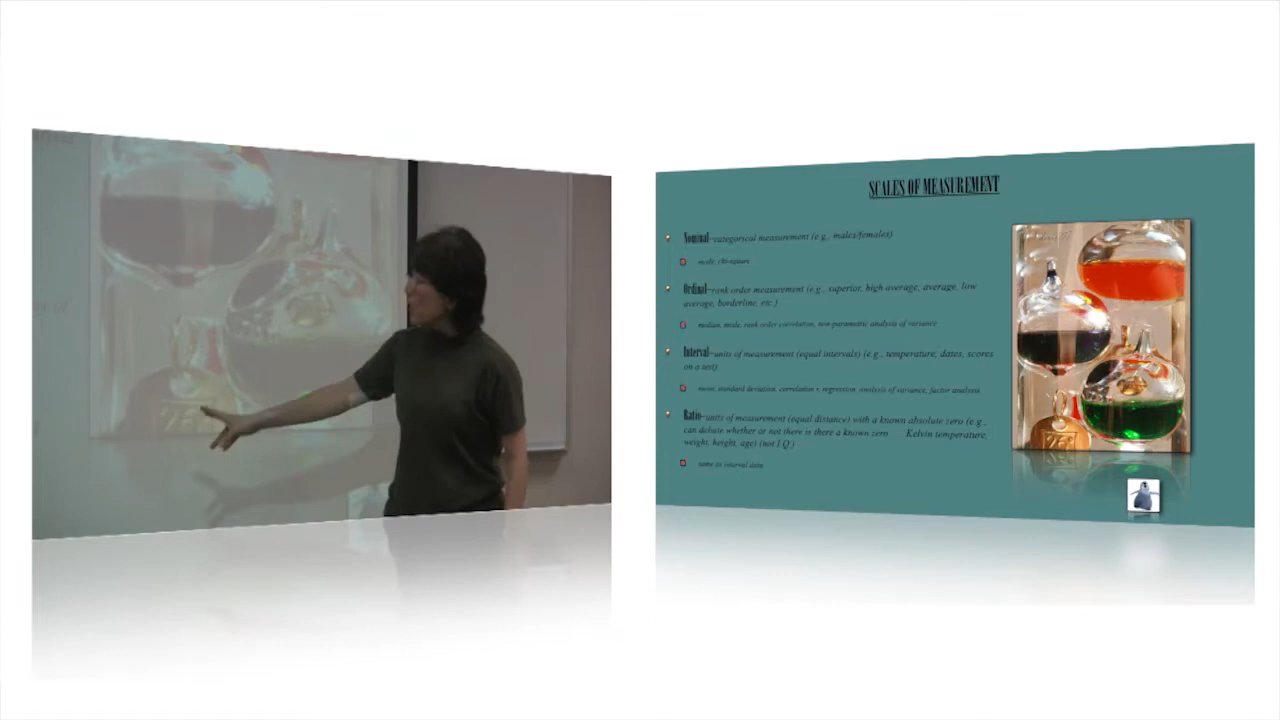 SCALES OF MEASUREMENT
Nominal--categorical measurement (e.g., males/females)
mode, chi-square
Ordinal--rank order measurement (e.g., superior, high average, average, low
average, borderline, etc.)
median, mode, rank order correlation, non-parametric analysis of variance
Interval--units of measurement (equal intervals) (e.g., temperature, dates, scores
on a test)
mean, standard deviation, correlation r, regression, analysis of variance, factor analysis
Ratio--units of measurement (equal distance) with a known absolute zero (e.g.,
can debate whether or not there is there a known zero Kelvin temperature,
weight, height, age) (not I.Q.)
same as interval data